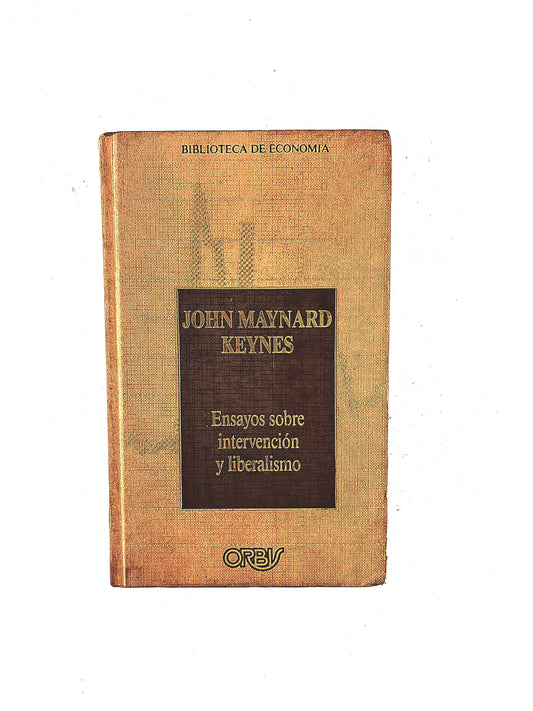 BIBLIOTECA DE ECONOMIA
JOHN MAYNARD
KEYNES
Ensayos sobre
intervención
y liberalismo
ORBIS